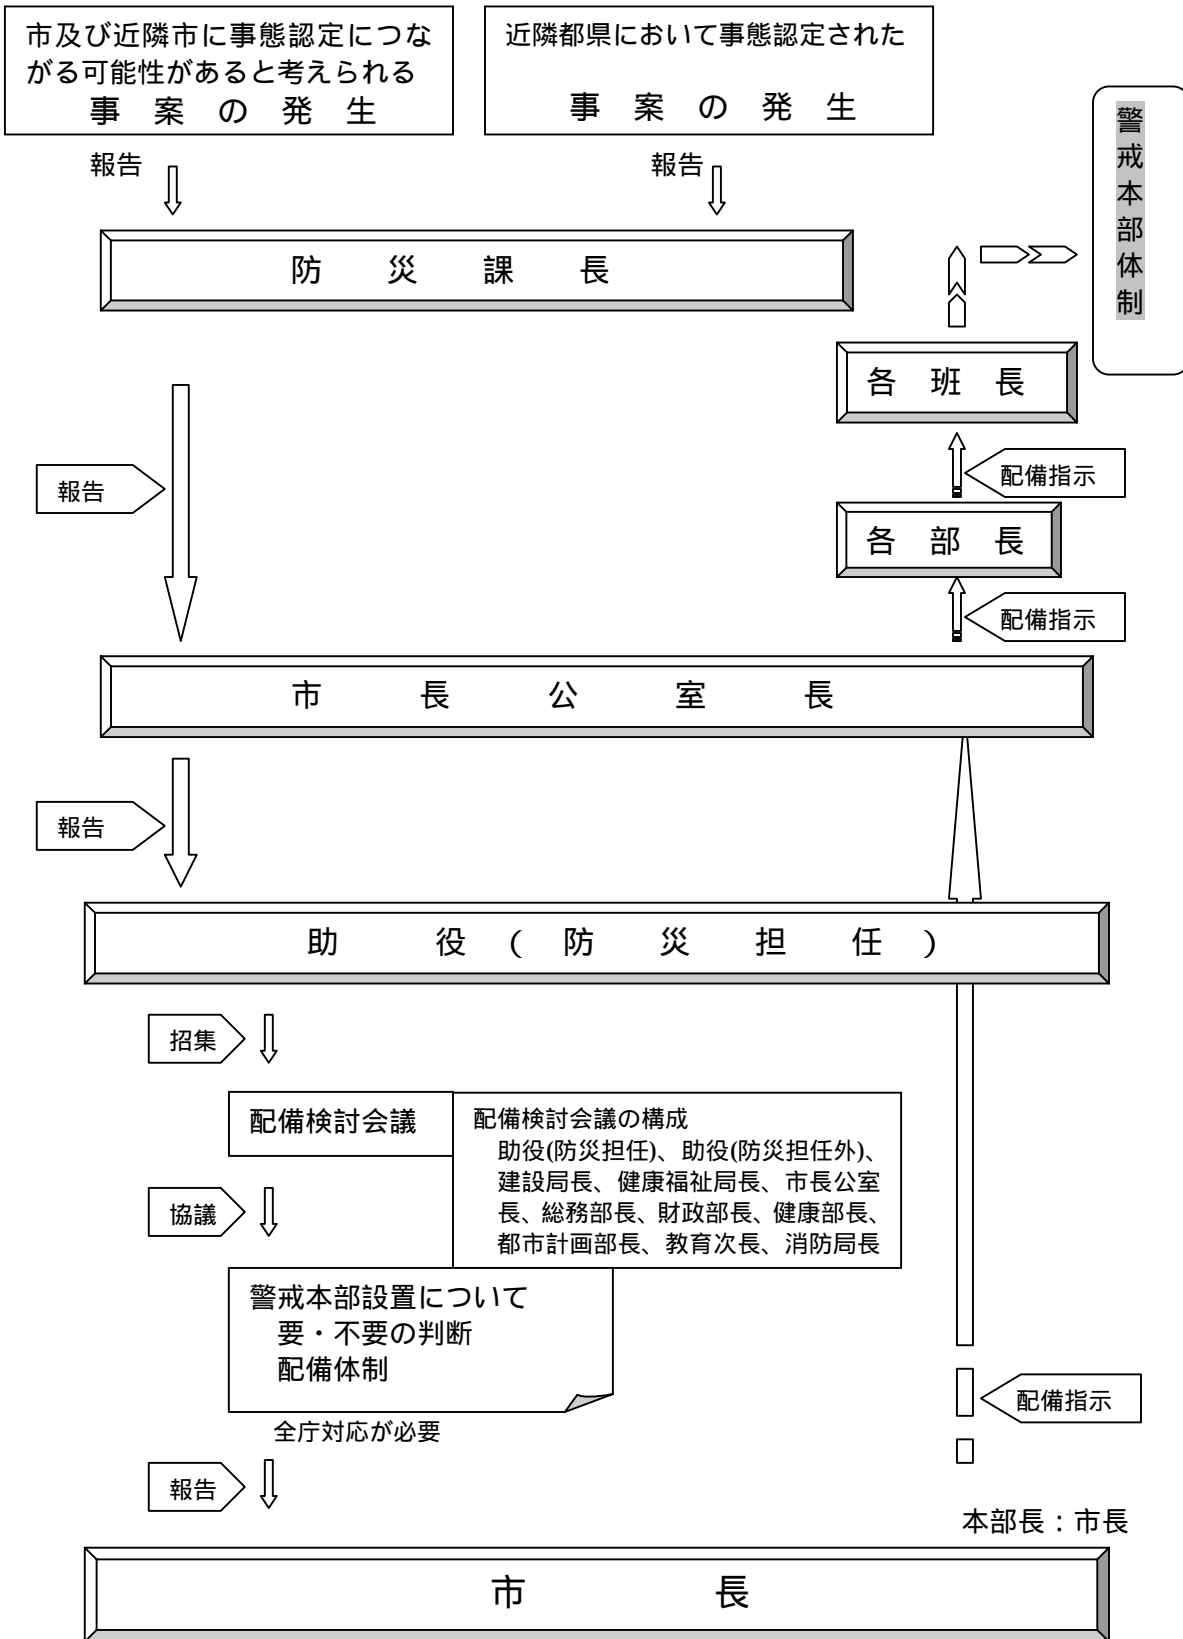 市及び近隣市に事態認定につな
がる可能性があると考えられる
事案の発生
近隣都県において事態認定された
事案の発生
警戒本部体制
報告
報告
防災課長
各班長
配備指示
報告
各部長
配備指示
市長公室長
報告
助役(防災担任)
招集
配備検討会議
配備検討会議の構成
助役(防災担任)、助役(防災担任外)、
建設局長、健康福祉局長、市長公室
長、総務部長、財政部長、健康部長、
都市計画部長、教育次長、消防局長
協議
警戒本部設置について
要・不要の判断
配備体制
配備指示
全庁対応が必要
報告
本部長：市長
市長